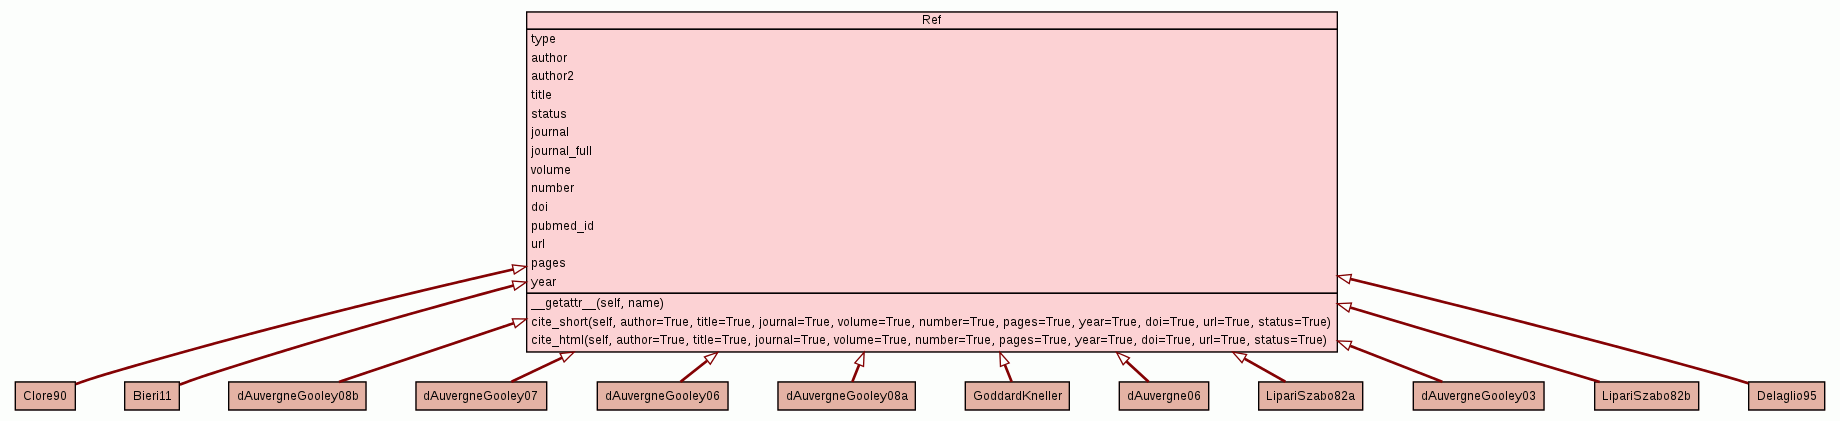 Ref
type
author
author2
title
status
journal
journal_full
volume
number
doi
pubmed_id
url
pages
year
__getattr__(self, name)
cite_short(self, author=True, title=True, journal=True, volume=True, number=True, pages=True, year=True, doi=True, url=True, status=True)
cite_html(self, author=True, title=True, journal=True, volume=True, number=True, pages=True, year=True, doi=True, url=True, status=True)
Clore90
Bieri11
dAuvergneGooley08b
dAuvergneGooley07
dAuvergneGooley06
dAuvergneGooley08a
GoddardKneller
dAuvergne06
LipariSzabo82a
dAuvergneGooley03
LipariSzabo82b
Delaglio95